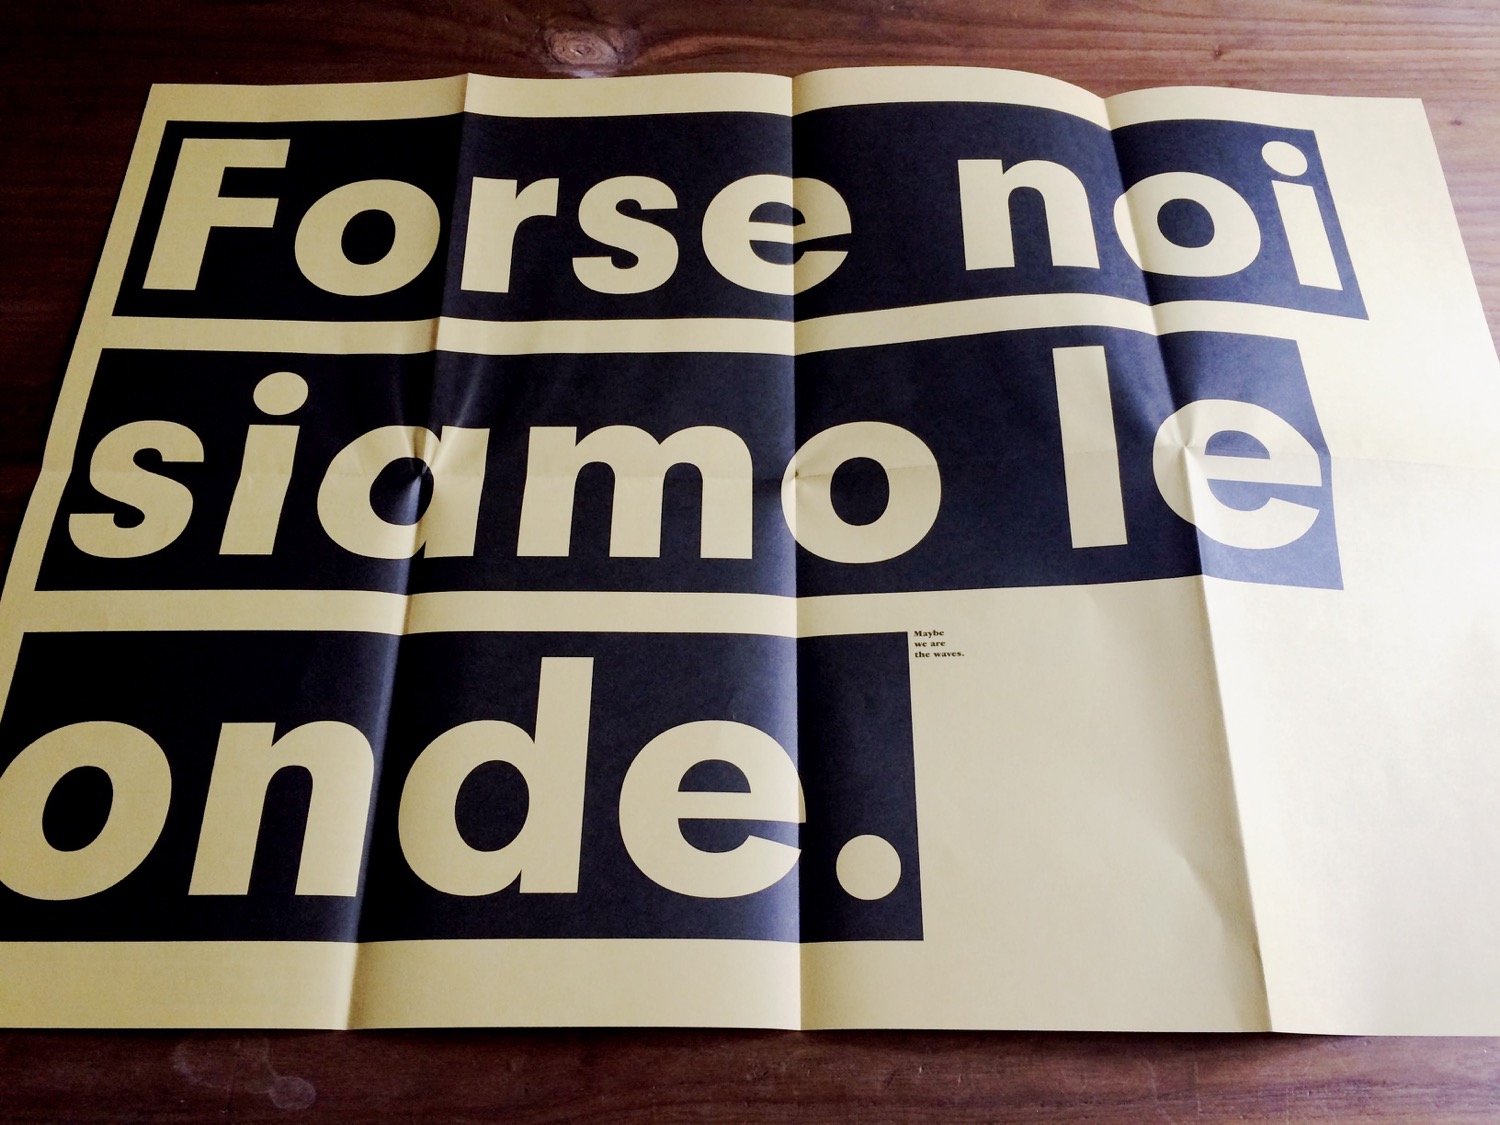 Forse noi
siamo le
onde.
Maybe
we are
the waves.